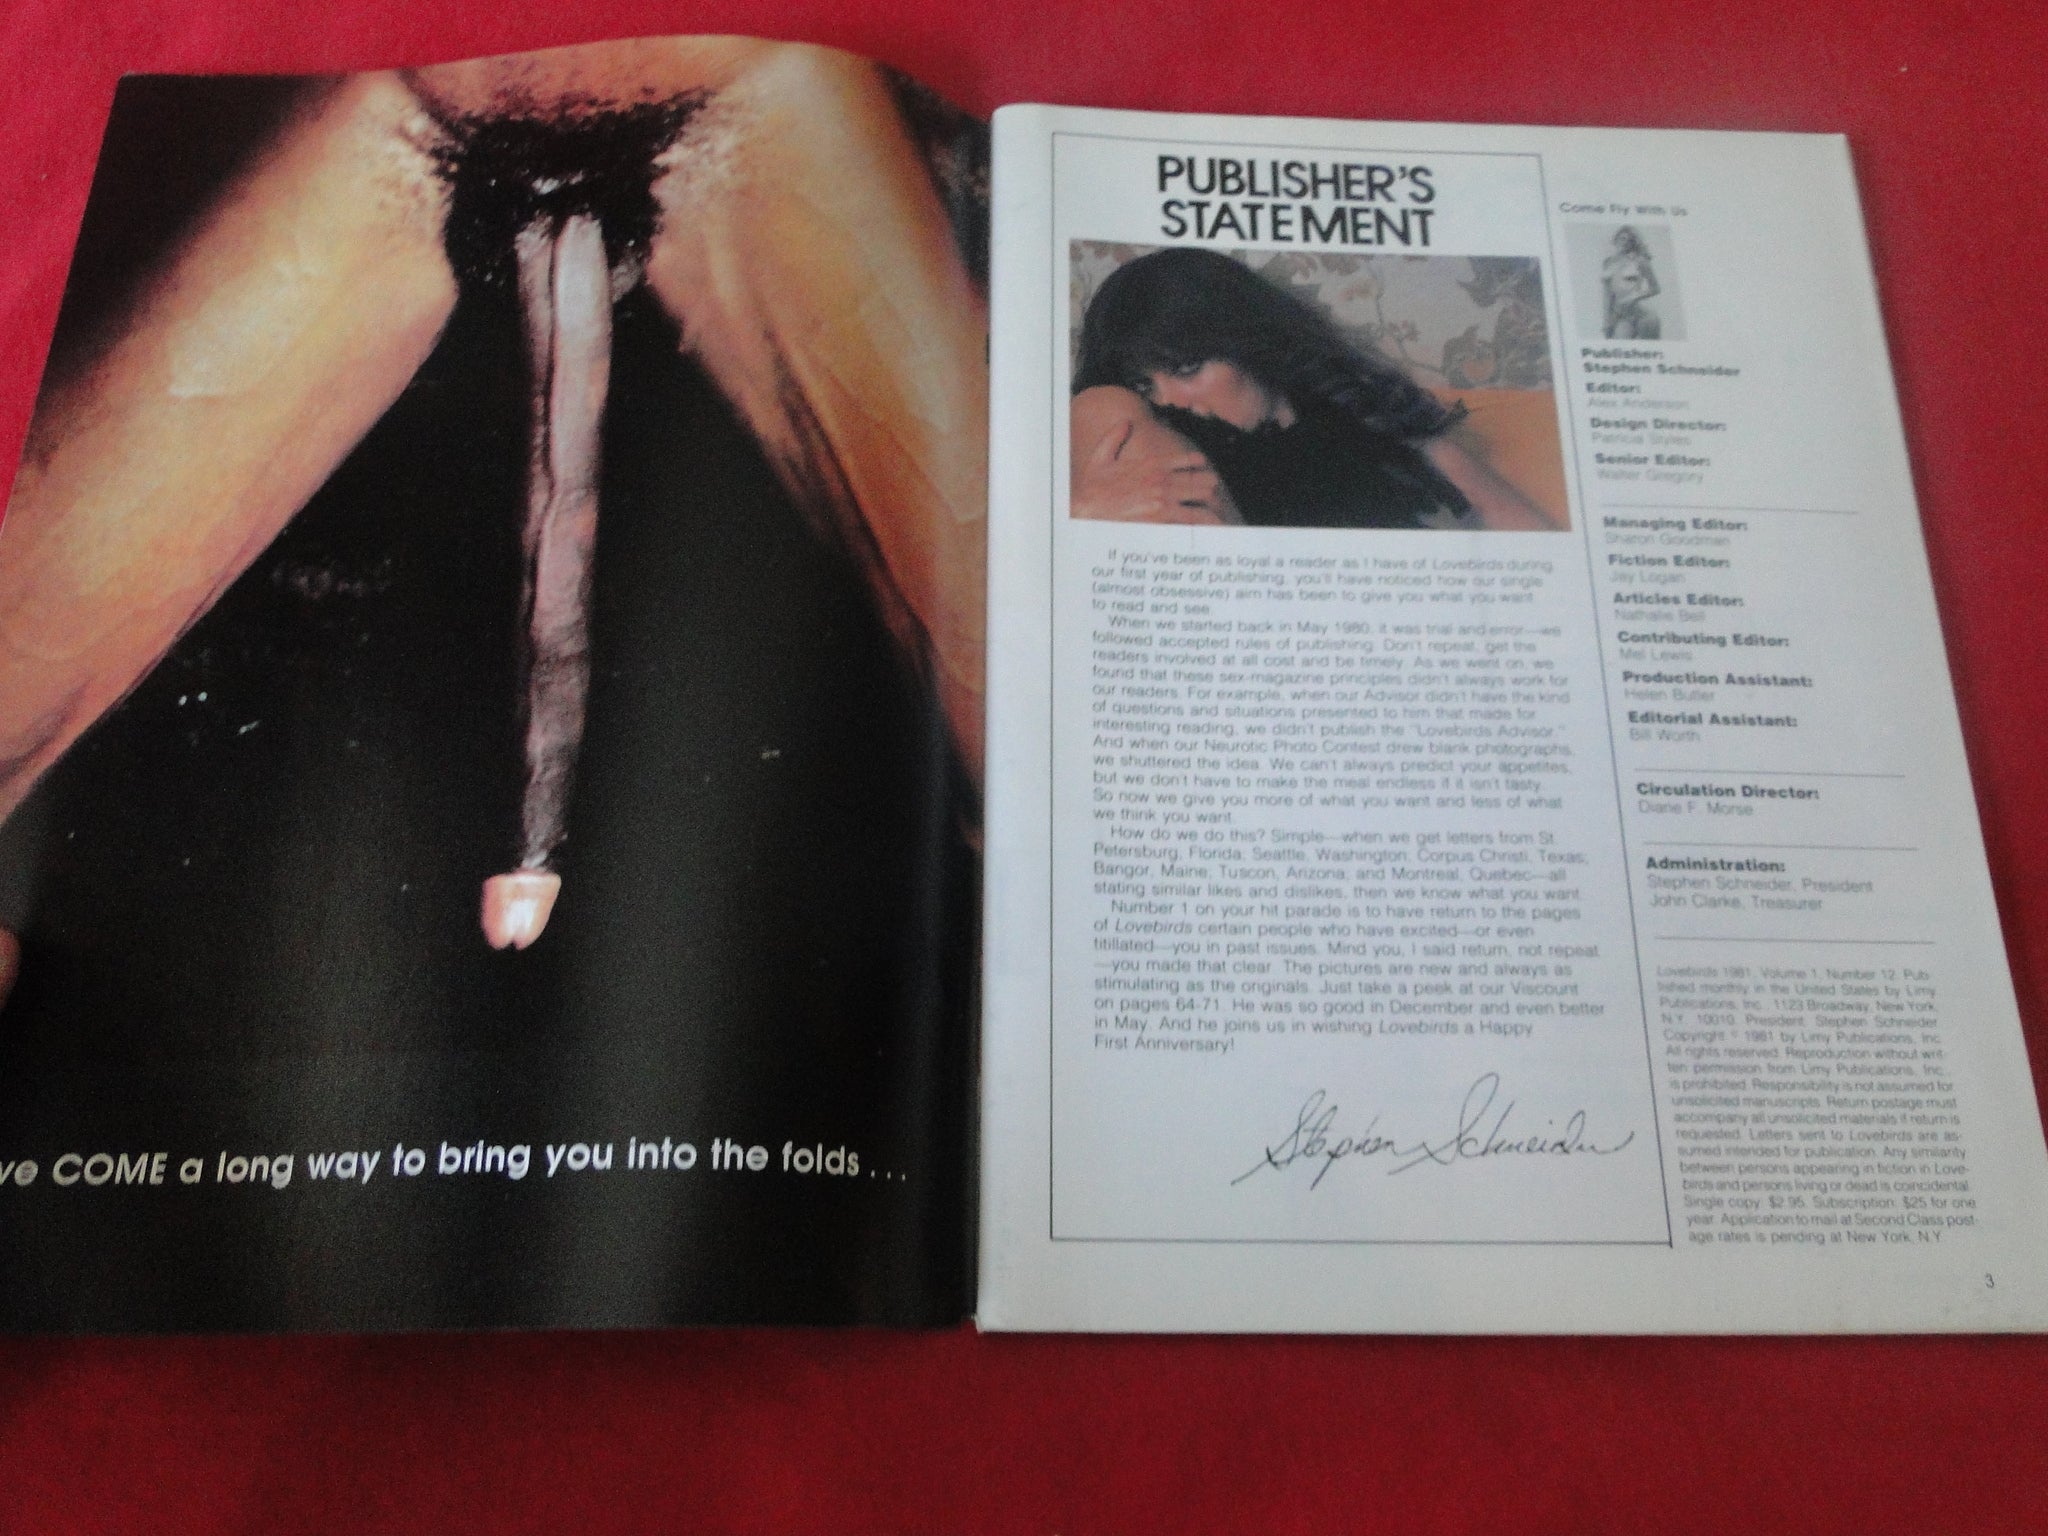 ve COME a long way to bring you into the folds . . .
PUBLISHER'S
STATEMENT
If you've been as loyal a reader as I have of Lovebirds during
our first year of publishing, you'll have noticed how our single
(almost obsessive) aim has been to give you what you want
to read and see.
When we started back in May 1980, it was trial and error—we
followed accepted rules of publishing. Don't repeat, get the
readers involved at all cost and be timely. As we went on, we
found that these sex-magazine principles didn't always work for
our readers. For example, when our Advisor didn't have the kind
of questions and situations presented to him that made for
interesting reading, we didn't publish the "Lovebirds Advisor."
And when our Neurotic Photo Contest drew blank photographs,
we shuttered the idea. We can't always predict your appetites,
but we don't have to make the meal endless if it isn't tasty.
So now we give you more of what you want and less of what
we think you want.
How do we do this? Simple—when we get letters from St.
Petersburg, Florida; Seattle, Washington; Corpus Christi, Texas;
Bangor, Maine; Tuscon, Arizona; and Montreal, Quebec—all
stating similar likes and dislikes, then we know what you want.
Number 1 on your hit parade is to have return to the pages
of Lovebirds certain people who have excited—or even
titillated—you in past issues. Mind you, I said return, not repeat
—you made that clear. The pictures are new and always as
stimulating as the originals. Just take a peek at our Viscount
on pages 64-71. He was so good in December and even better
in May. And he joins us in wishing Lovebirds a Happy
First Anniversary!
Stephen Schneider
Come Fly With Us
Publisher:
Stephen Schneider
Editor:
Alex Anderson
Design Director:
Patricia Styles
Senior Editor:
Walter Gregory
Managing Editor:
Sharon Goodman
Fiction Editor:
Jay Logan
Articles Editor:
Nathalie Bell
Contributing Editor:
Mel Lewis
Production Assistant:
Helen Butler
Editorial Assistant:
Bill Worth
Circulation Director:
Diane F. Morse
Administration:
Stephen Schneider, President
John Clarke, Treasurer
Lovebirds 1981, Volume 1, Number 12. Pub-
lished monthly in the United States by Limy
Publications, Inc., 1123 Broadway, New York,
N.Y. 10010. President: Stephen Schneider.
Copyright © 1981 by Limy Publications, Inc.
All rights reserved. Reproduction without writ-
ten permission from Limy Publications, Inc.,
is prohibited. Responsibility is not assumed for
unsolicited manuscripts. Return postage must
accompany all unsolicited materials if return is
requested. Letters sent to Lovebirds are as-
sumed intended for publication. Any similarity
between persons appearing in fiction in Love-
birds and persons living or dead is coincidental.
Single copy: $2.95. Subscription: $25 for one
year. Application to mail at Second Class post-
age rates is pending at New York, N.Y.
3